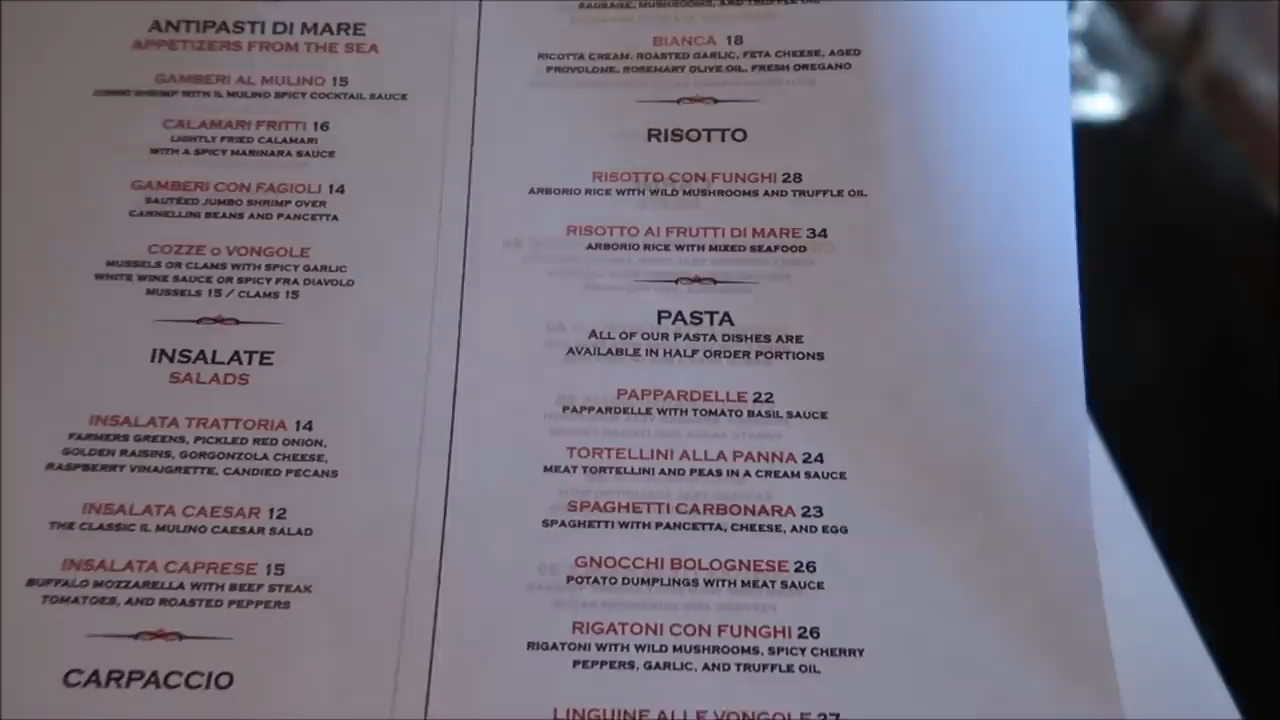 ANTIPASTI DI MARE
APPETIZERS FROM THE SEA
GAMBERI AL MULINO 15
JUMBO SHRIMP WITH IL MULINO SPICY COCKTAIL SAUCE
CALAMARI FRITTI 16
LIGHTLY FRIED CALAMARI
WITH A SPICY MARINARA SAUCE
GAMBERI CON FAGIOLI 14
SAUTÉED JUMBO SHRIMP OVER
CANNELLINI BEANS AND PANCETTA
COZZE o VONGOLE
MUSSELS OR CLAMS WITH SPICY GARLIC
WHITE WINE SAUCE OR SPICY FRA DIAVOLO
MUSSELS 15 / CLAMS 15
INSALATE
SALADS
INSALATA TRATTORIA 14
FARMERS GREENS, PICKLED RED ONION,
GOLDEN RAISINS, GORGONZOLA CHEESE,
RASPBERRY VINAIGRETTE, CANDIED PECANS
INSALATA CAESAR 12
THE CLASSIC IL MULINO CAESAR SALAD
INSALATA CAPRESE 15
BUFFALO MOZZARELLA WITH BEEF STEAK
TOMATOES, AND ROASTED PEPPERS
CARPACCIO
SAUSAGE, MUSHROOMS, AND TRUFFLE OIL
BIANCA 18
RICOTTA CREAM, ROASTED GARLIC, FETA CHEESE, AGED
PROVOLONE, ROSEMARY OLIVE OIL, FRESH OREGANO
RISOTTO
RISOTTO CON FUNGHI 28
ARBORIO RICE WITH WILD MUSHROOMS AND TRUFFLE OIL
RISOTTO AI FRUTTI DI MARE 34
ARBORIO RICE WITH MIXED SEAFOOD
PASTA
ALL OF OUR PASTA DISHES ARE
AVAILABLE IN HALF ORDER PORTIONS
PAPPARDELLE 22
PAPPARDELLE WITH TOMATO BASIL SAUCE
TORTELLINI ALLA PANNA 24
MEAT TORTELLINI AND PEAS IN A CREAM SAUCE
SPAGHETTI CARBONARA 23
SPAGHETTI WITH PANCETTA, CHEESE, AND EGG
GNOCCHI BOLOGNESE 26
POTATO DUMPLINGS WITH MEAT SAUCE
RIGATONI CON FUNGHI 26
RIGATONI WITH WILD MUSHROOMS, SPICY CHERRY
PEPPERS, GARLIC, AND TRUFFLE OIL
LINGUINE ALLE VONGOLE 27